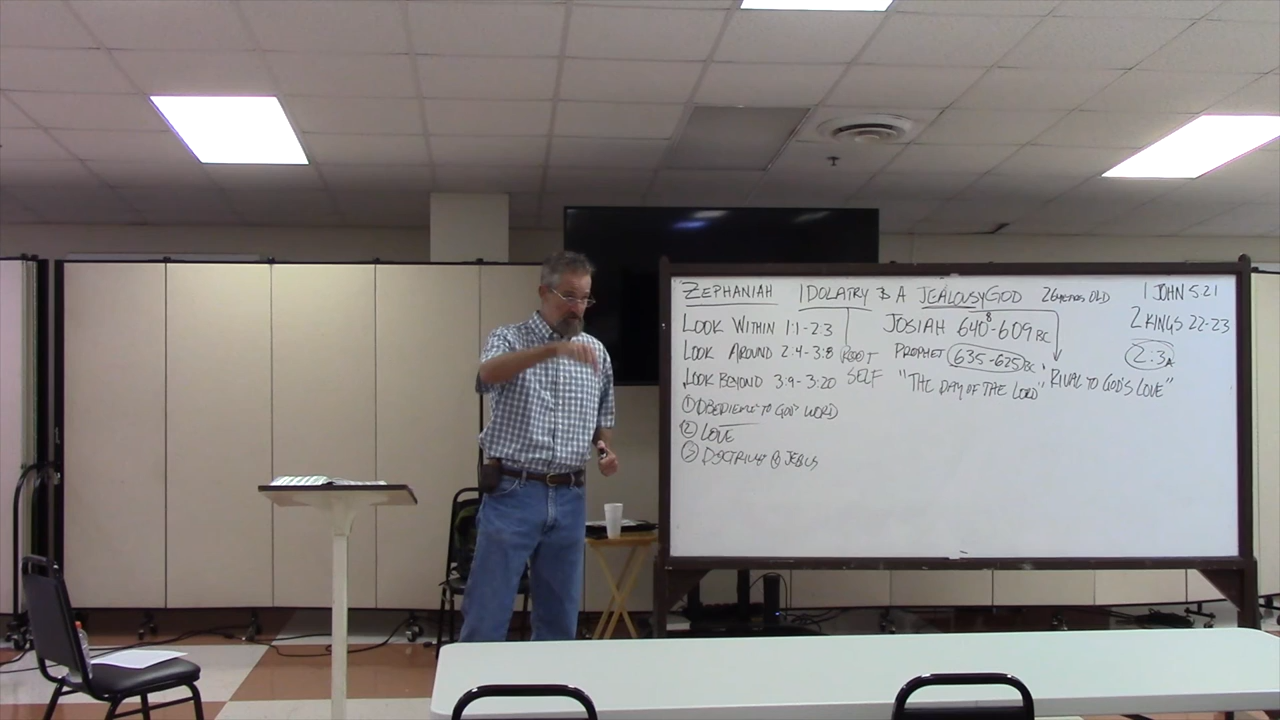 ZEPHANIAH IDOLATRY & A JEALOUSY GOD 26 years OLD 1 JOHN 5:21
LOOK WITHIN 1:1-2:3 JOSIAH 640-609 BC 2 KINGS 22-23
8
LOOK AROUND 2:4-3:8 ROOT PROPHET 635-625 BC 2:3A
LOOK BEYOND 3:9-3:20 SELF "THE DAY OF THE LORD" "RIVAL TO GOD'S LOVE"
① OBEDIENCE TO GOD'S WORD
② LOVE
③ DOCTRINE @ JESUS